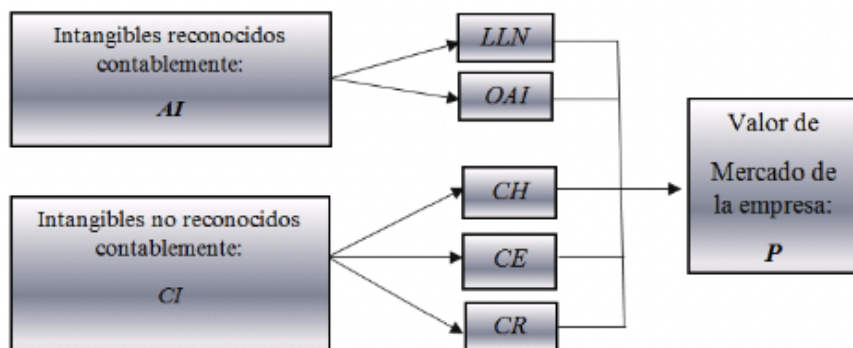 Intangibles reconocidos
contablemente:
AI
LLN
OAI
Intangibles no reconocidos
contablemente:
CI
CH
CE
CR
Valor de
Mercado de
la empresa:
P